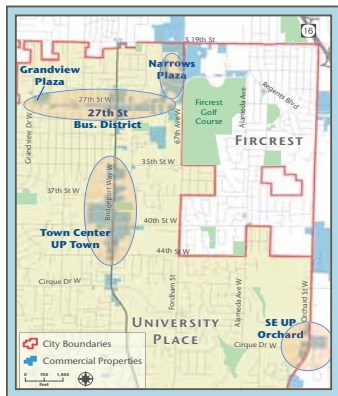 S 19th St
16
Grandview
Plaza
Narrows
Plaza
27th St W
27th St
Bus. District
Grandview Dr W
67th Ave W
Fircrest
Golf
Course
Alameda Ave
Regents Blvd
FIRCREST
35th St W
37th St W
Bridgeport Way W
Town Center
UP Town
40th St W
44th St W
Cirque Dr W
Fordham St
Alameda Ave W
Orchard St W
UNIVERSITY
PLACE
SE UP
Orchard
Cirque Dr W
City Boundaries
Commercial Properties
0
Feet